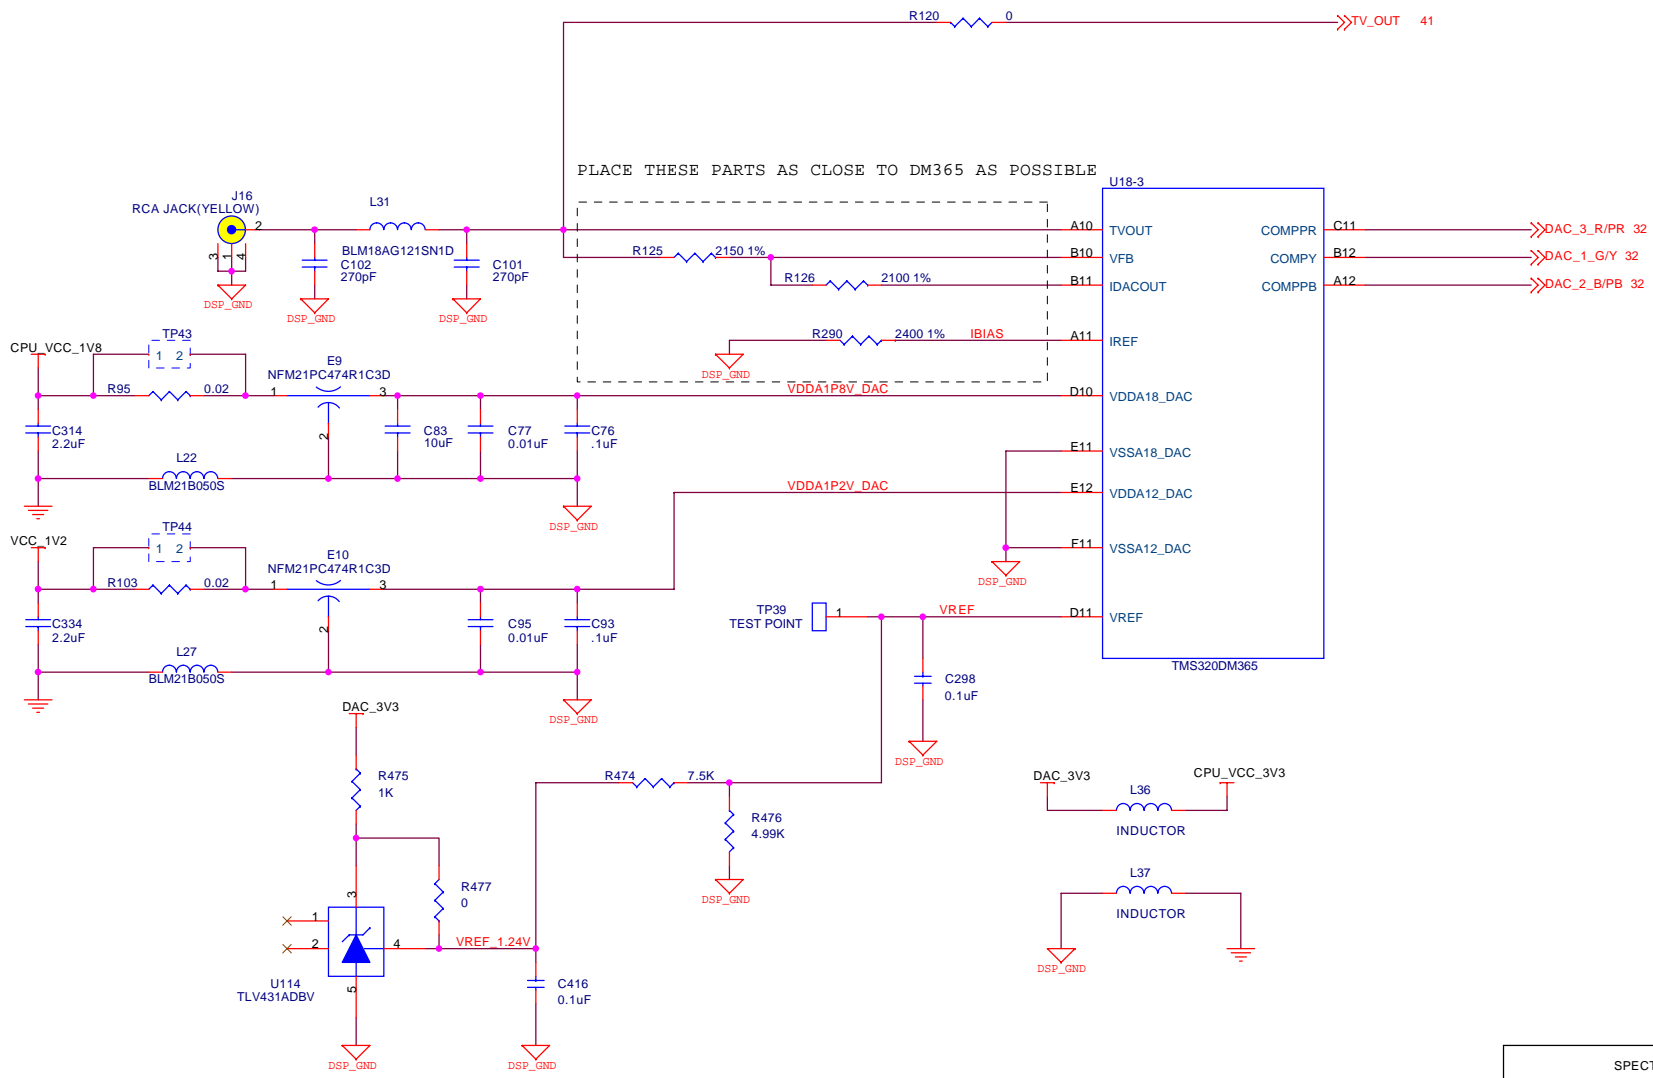 R120 0 TV_OUT 41
PLACE THESE PARTS AS CLOSE TO DM365 AS POSSIBLE
U18-3
J16
RCA JACK(YELLOW)
2
3 1 4
DSP_GND
L31
BLM18AG121SN1D
C102
270pF
DSP_GND
C101
270pF
DSP_GND
R125 2150 1%
R126 2100 1%
R290 2400 1% IBIAS
DSP_GND
A10 TVOUT
B10 VFB
B11 IDACOUT
A11 IREF
D10 VDDA18_DAC
E11 VSSA18_DAC
E12 VDDA12_DAC
F11 VSSA12_DAC
D11 VREF
COMPPR C11
COMPY B12
COMPPB A12
DAC_3_R/PR 32
DAC_1_G/Y 32
DAC_2_B/PB 32
TMS320DM365
CPU_VCC_1V8
TP43
1 2
R95 0.02
E9
NFM21PC474R1C3D
1 3
2
VDDA1P8V_DAC
C314
2.2uF
C83
10uF
C77
0.01uF
C76
.1uF
L22
BLM21B050S
DSP_GND
VDDA1P2V_DAC
DSP_GND
VCC_1V2
TP44
1 2
R103 0.02
E10
NFM21PC474R1C3D
1 3
2
C334
2.2uF
C95
0.01uF
C93
.1uF
L27
BLM21B050S
DSP_GND
TP39
TEST POINT
1
VREF
C298
0.1uF
DSP_GND
DAC_3V3
R475
1K
R474 7.5K
R476
4.99K
DSP_GND
R477
0
3
1
2
4
5
VREF_1.24V
U114
TLV431ADBV
C416
0.1uF
DSP_GND
DSP_GND
DAC_3V3
CPU_VCC_3V3
L36
INDUCTOR
L37
INDUCTOR
DSP_GND
SPECT